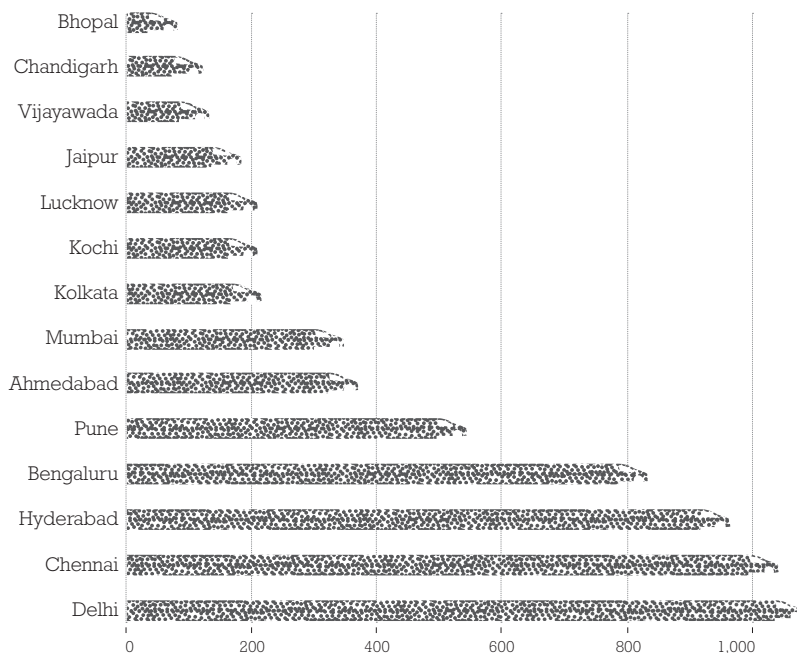 Bhopal
Chandigarh
Vijayawada
Jaipur
Lucknow
Kochi
Kolkata
Mumbai
Ahmedabad
Pune
Bengaluru
Hyderabad
Chennai
Delhi
0 200 400 600 800 1,000